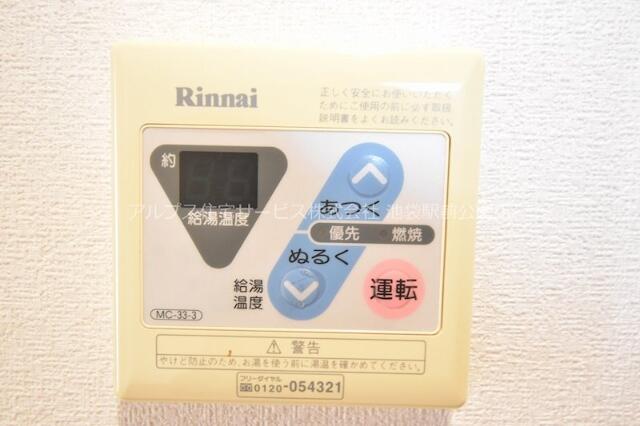 Rinnai
正しく安全にお使いいただく
ためにご使用の前に必ず取扱
説明書をよくお読みください。
約
給湯温度
あつく
優先 燃焼
ぬるく
給湯
温度
運転
MC-33-3
アルプス住宅サービス株式会社 池袋駅前公
⚠ 警告
やけど防止のため、お湯を使う前に湯温を確かめてください。
フリーダイヤル
0120-054321